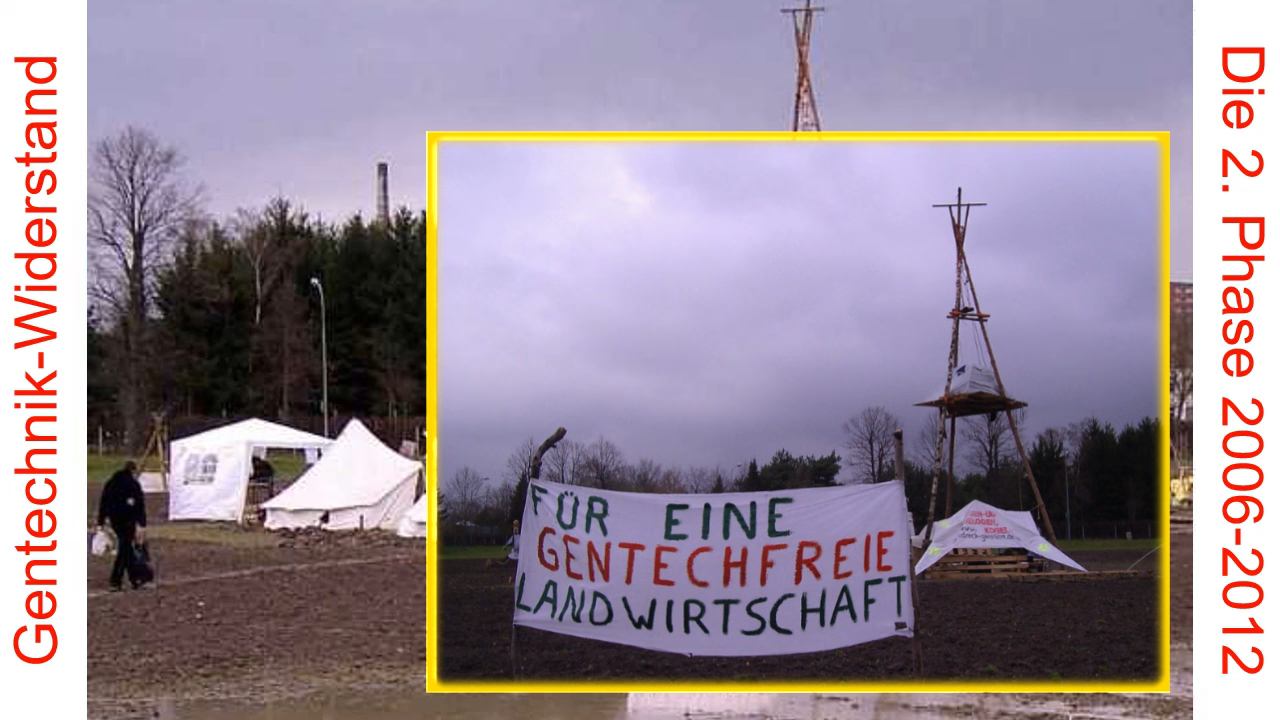 Gentechnik-Widerstand
FÜR EINE
GENTECHFREIE
LANDWIRTSCHAFT
Die 2. Phase 2006-2012